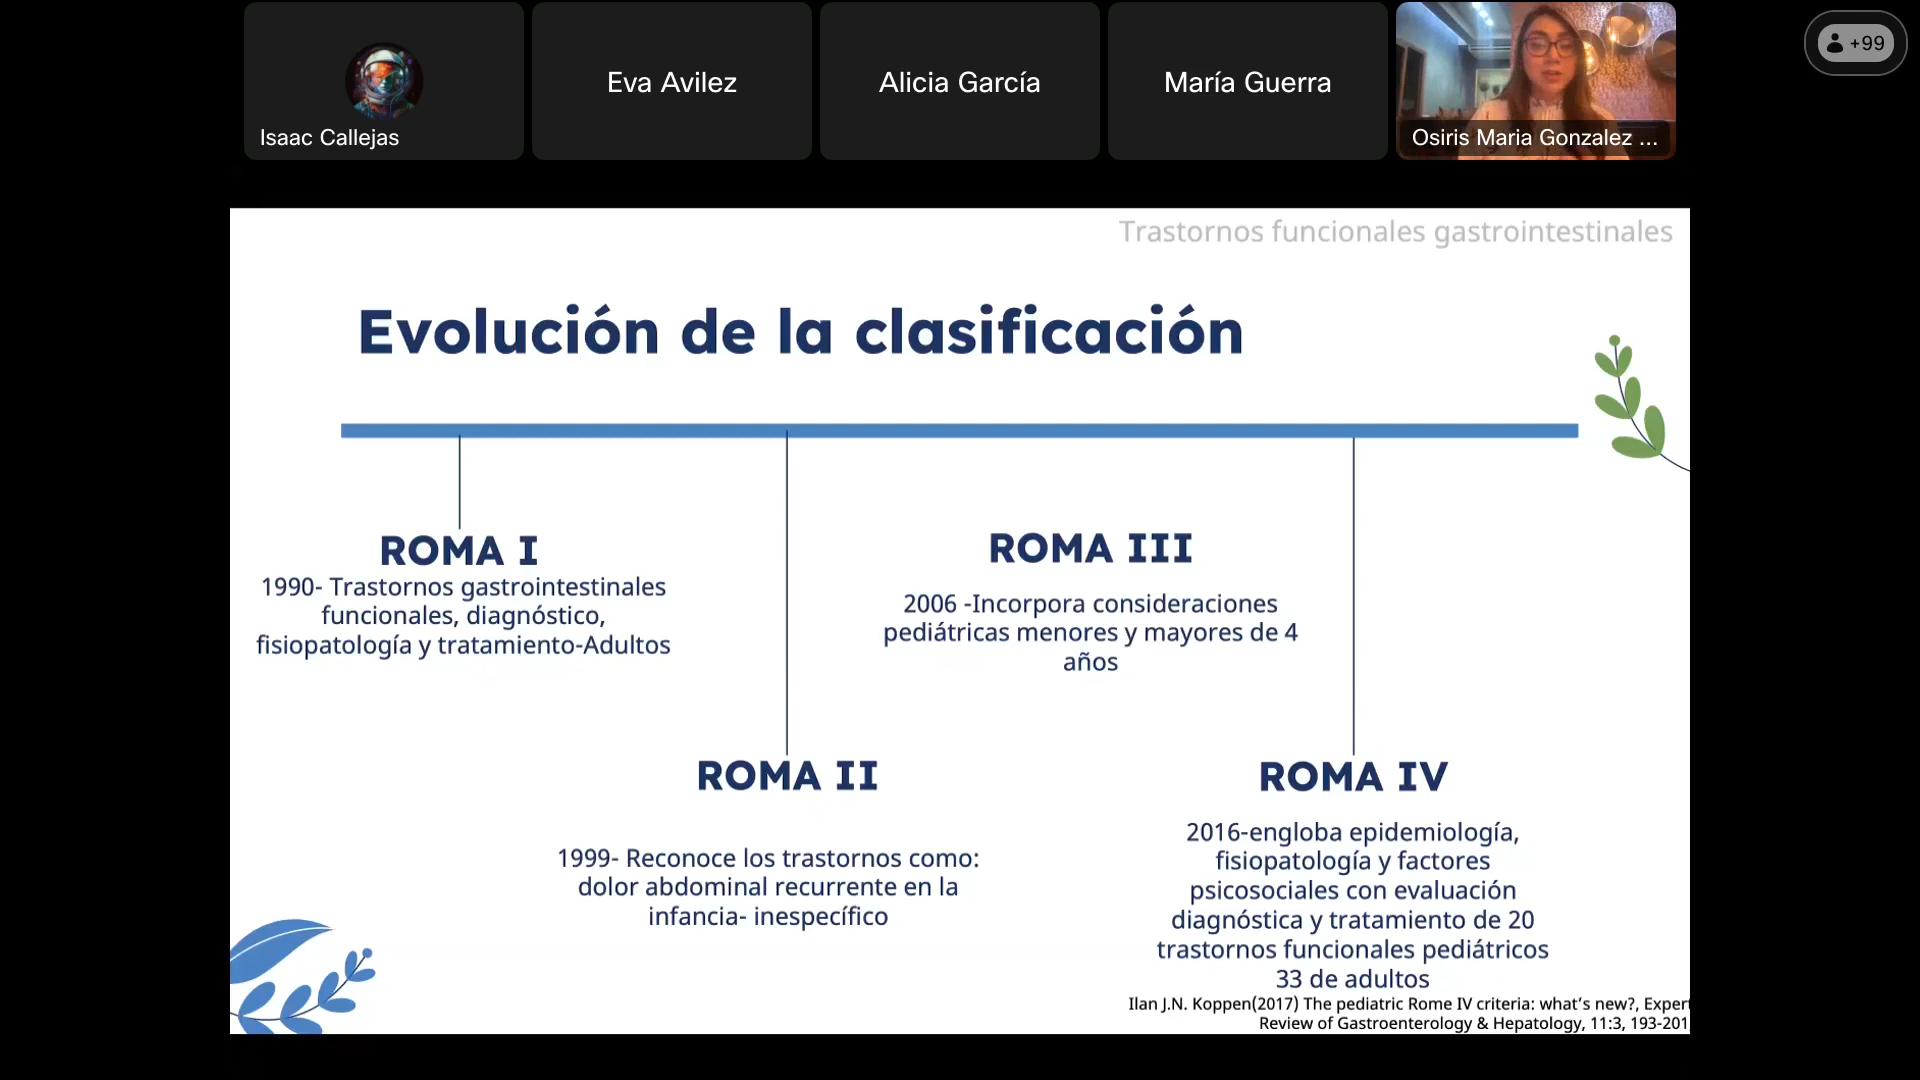 Isaac Callejas
Eva Avilez
Alicia García
María Guerra
Osiris Maria Gonzalez ...
+99
Trastornos funcionales gastrointestinales
Evolución de la clasificación
ROMA I
1990- Trastornos gastrointestinales
funcionales, diagnóstico,
fisiopatología y tratamiento-Adultos
ROMA II
1999- Reconoce los trastornos como:
dolor abdominal recurrente en la
infancia- inespecífico
ROMA III
2006 -Incorpora consideraciones
pediátricas menores y mayores de 4
años
ROMA IV
2016-engloba epidemiología,
fisiopatología y factores
psicosociales con evaluación
diagnóstica y tratamiento de 20
trastornos funcionales pediátricos
33 de adultos
Ilan J.N. Koppen(2017) The pediatric Rome IV criteria: what's new?, Expert
Review of Gastroenterology & Hepatology, 11:3, 193-201